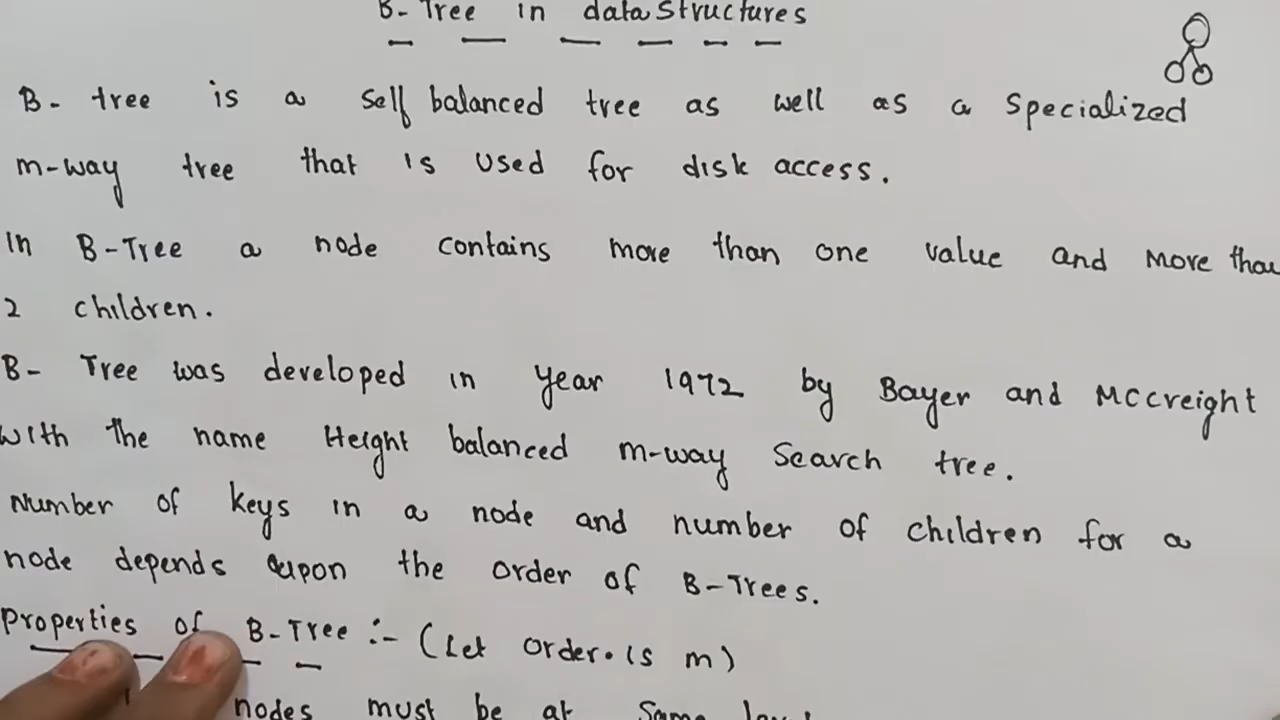 B-Tree in data structures
B-tree is a self balanced tree as well as a specialized
m-way tree that is used for disk access.
In B-Tree a node contains more than one value and more than
2 children.
B-Tree was developed in year 1972 by Bayer and McCreight
with the name Height balanced m-way search tree.
Number of keys in a node and number of children for a
node depends upon the order of B-Trees.
Properties of B-Tree :- (Let order is m)
nodes must be at same level